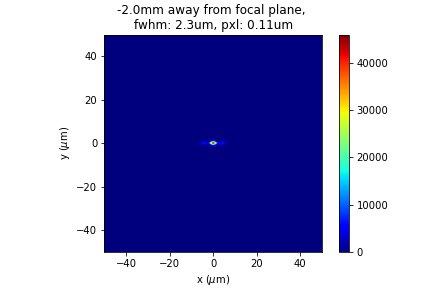 -2.0mm away from focal plane,
fwhm: 2.3um, pxl: 0.11um
40
20
0
−20
−40
y (μm)
−40 −20 0 20 40
x (μm)
40000
30000
20000
10000
0